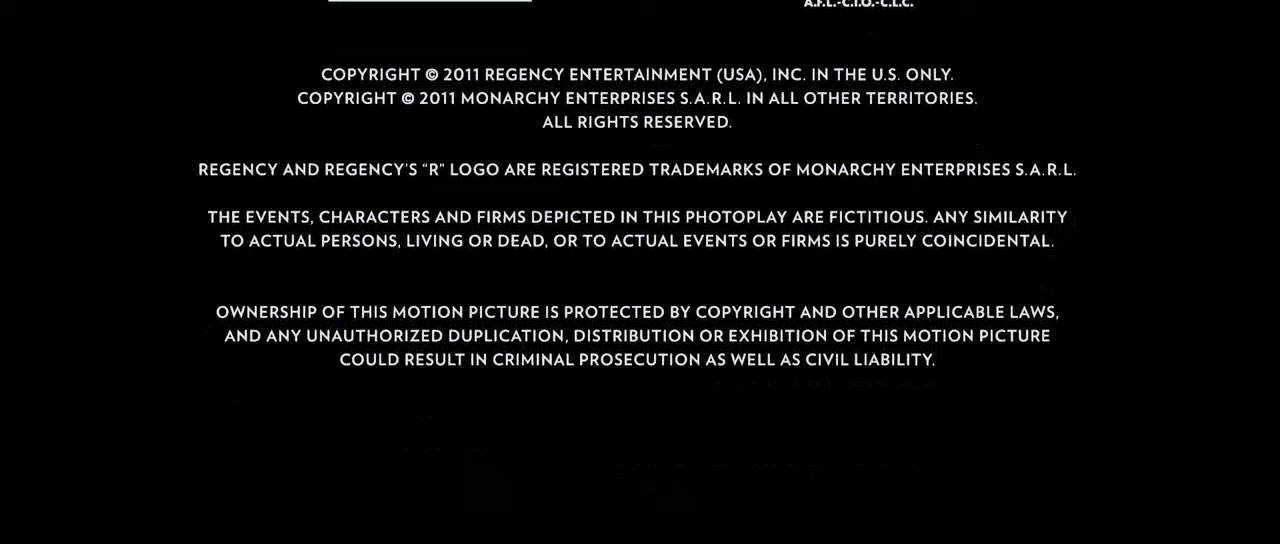 A.F.L.-C.I.O.-C.L.C.
COPYRIGHT © 2011 REGENCY ENTERTAINMENT (USA), INC. IN THE U.S. ONLY.
COPYRIGHT © 2011 MONARCHY ENTERPRISES S.A.R.L. IN ALL OTHER TERRITORIES.
ALL RIGHTS RESERVED.
REGENCY AND REGENCY'S “R” LOGO ARE REGISTERED TRADEMARKS OF MONARCHY ENTERPRISES S.A.R.L.
THE EVENTS, CHARACTERS AND FIRMS DEPICTED IN THIS PHOTOPLAY ARE FICTITIOUS. ANY SIMILARITY
TO ACTUAL PERSONS, LIVING OR DEAD, OR TO ACTUAL EVENTS OR FIRMS IS PURELY COINCIDENTAL.
OWNERSHIP OF THIS MOTION PICTURE IS PROTECTED BY COPYRIGHT AND OTHER APPLICABLE LAWS,
AND ANY UNAUTHORIZED DUPLICATION, DISTRIBUTION OR EXHIBITION OF THIS MOTION PICTURE
COULD RESULT IN CRIMINAL PROSECUTION AS WELL AS CIVIL LIABILITY.